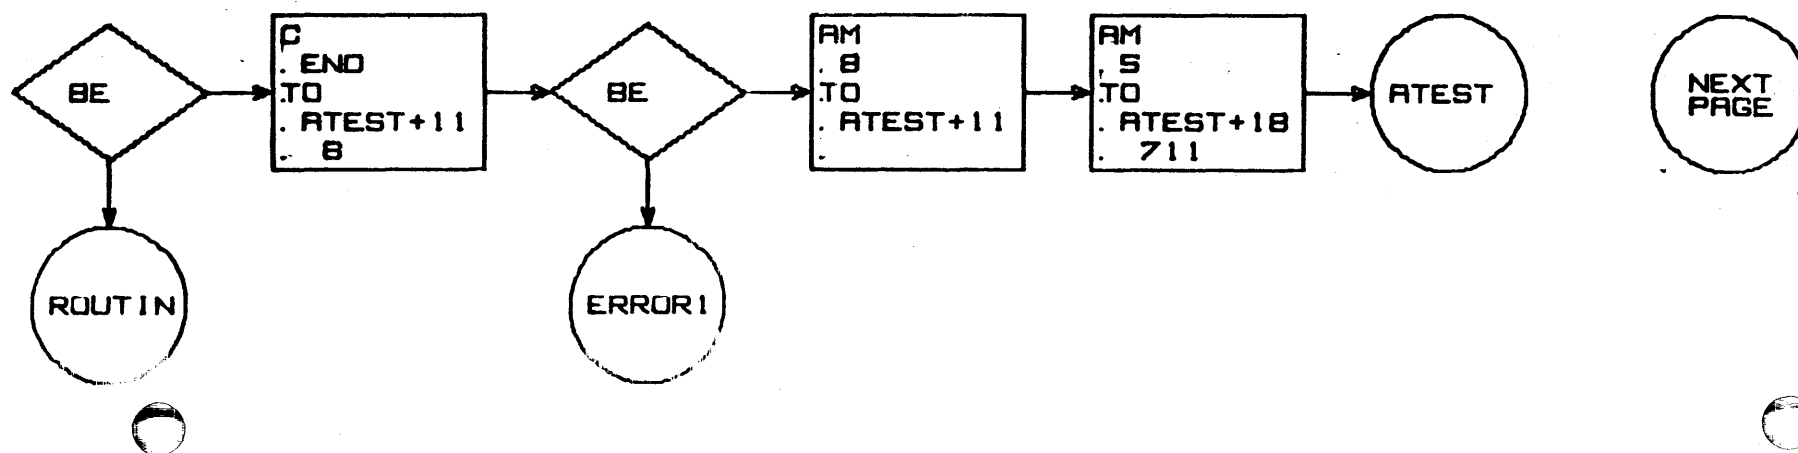 BE
C
. END
.TO
. ATEST+11
. 8
BE
AM
. 8
.TO
. ATEST+11
.
AM
. 5
.TO
. ATEST+18
. 711
ATEST
NEXT
PAGE
ROUTIN
ERROR1